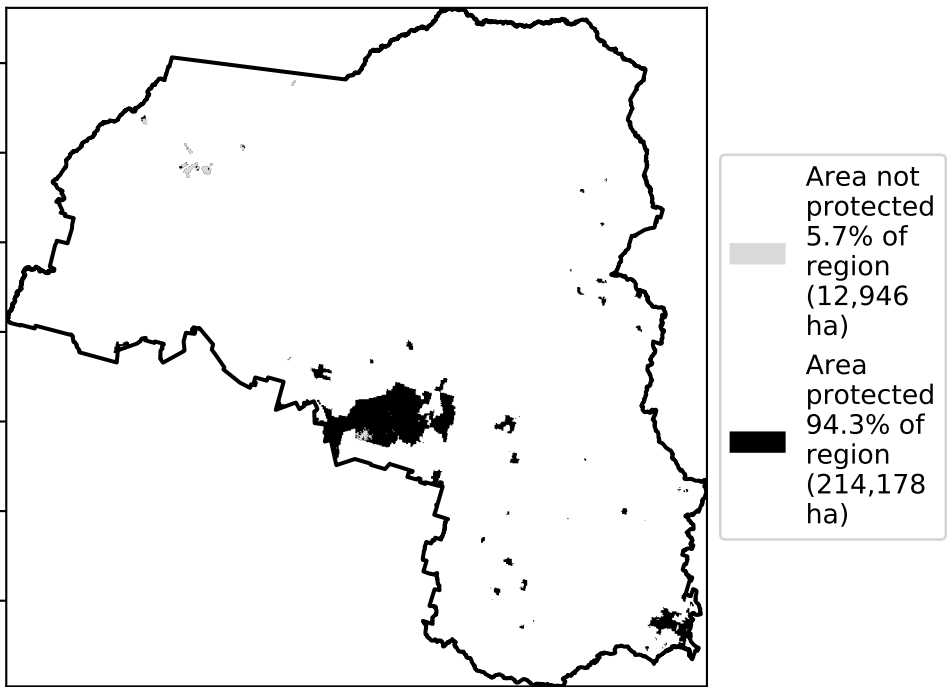 Area not
protected
5.7% of
region
(12,946
ha)
Area
protected
94.3% of
region
(214,178
ha)